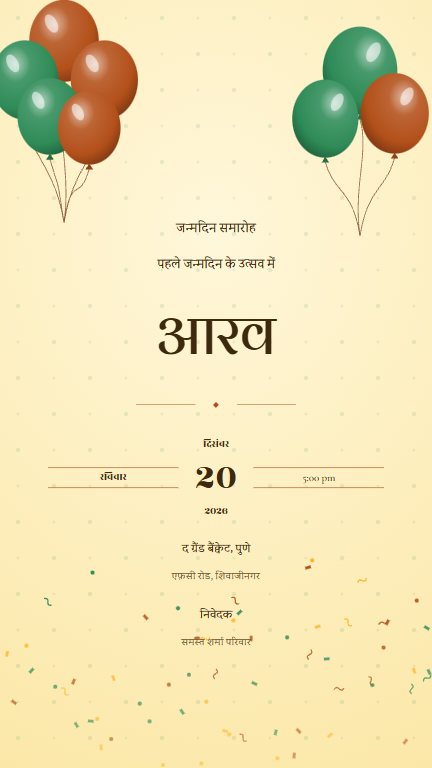 जन्मदिन समारोह
पहले जन्मदिन के उत्सव में
आरव
दिसंबर
रविवार
20
5:00 pm
2026
द ग्रैंड बैंक्वेट, पुणे
एफ़सी रोड, शिवाजीनगर
निवेदक
समस्त शर्मा परिवार